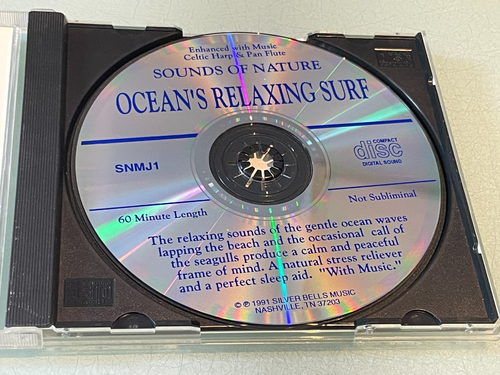 Enhanced with Music
Celtic Harp & Pan Flute
SOUNDS OF NATURE
OCEAN'S RELAXING SURF
SNMJ1
COMPACT
disc
DIGITAL SOUND
60 Minute Length
Not Subliminal
The relaxing sounds of the gentle ocean waves
lapping the beach and the occasional call of
the seagulls produce a calm and peaceful
frame of mind. A natural stress reliever
and a perfect sleep aid. "With Music."
© ℗ 1991 SILVER BELLS MUSIC
NASHVILLE, TN 37203